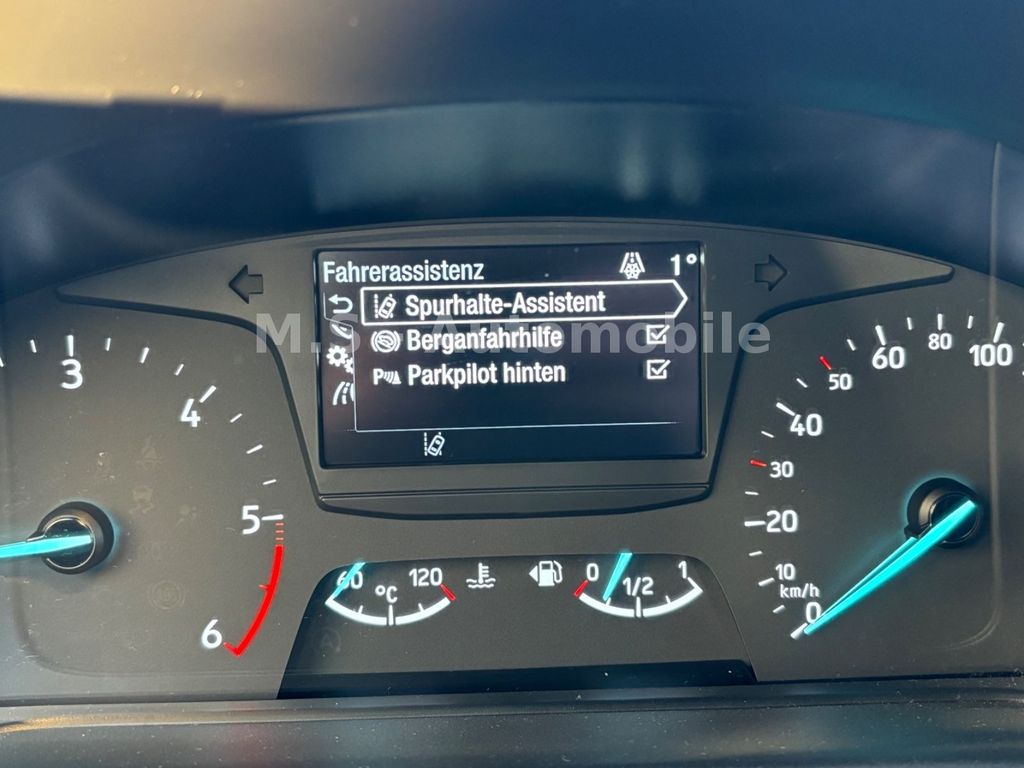 Fahrerassistenz 1°
Spurhalte-Assistent
Berganfahrhilfe
Parkpilot hinten
M.S. Automobile
3
4
5
6
60 120
°C
0 1/2 1
0
10
20
30
40
50
60
80
100
km/h